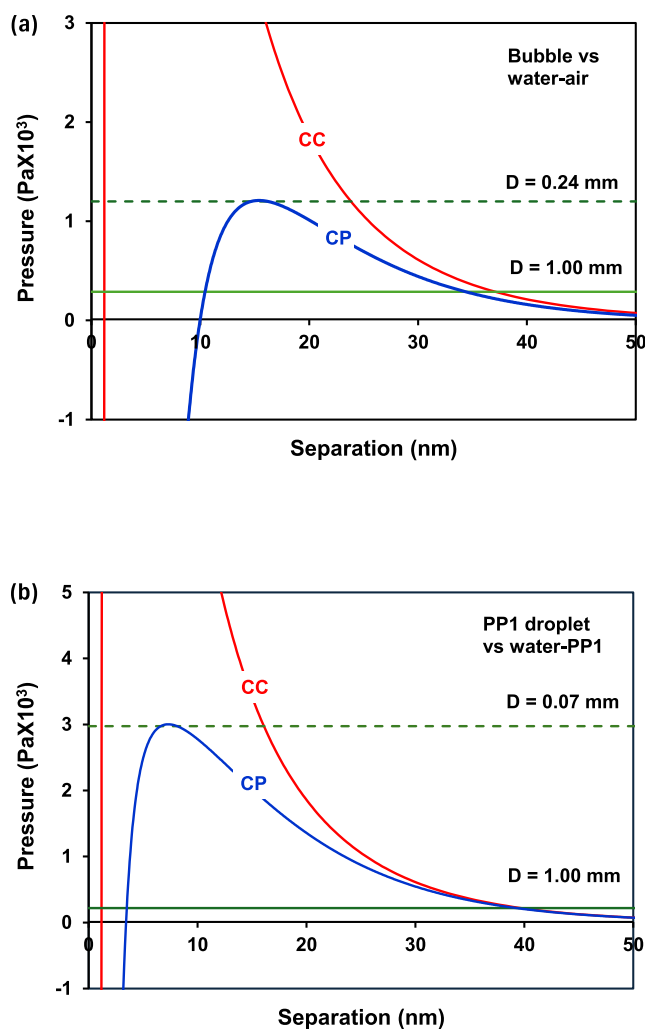 (a)
Pressure (PaX10³)
3
2
1
0
-1
Bubble vs
water-air
CC
D = 0.24 mm
CP
D = 1.00 mm
0 10 20 30 40 50
Separation (nm)
(b)
Pressure (PaX10³)
5
4
3
2
1
0
-1
PP1 droplet
vs water-PP1
CC
D = 0.07 mm
CP
D = 1.00 mm
0 10 20 30 40 50
Separation (nm)